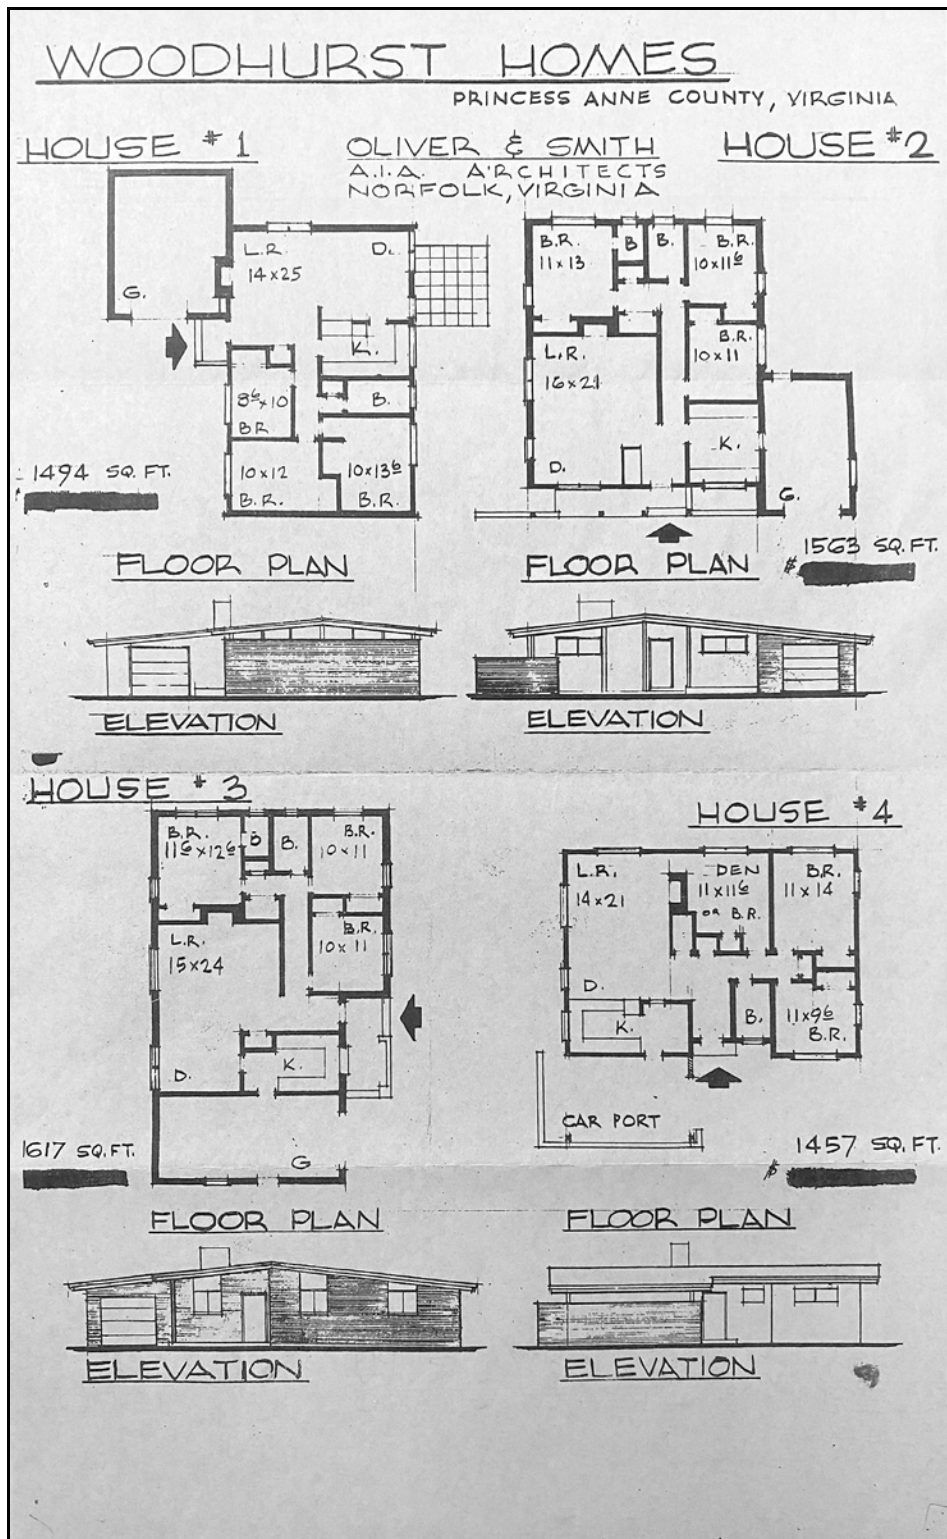 WOODHURST HOMES
PRINCESS ANNE COUNTY, VIRGINIA
HOUSE #1
OLIVER & SMITH
A.I.A. ARCHITECTS
NORFOLK, VIRGINIA
HOUSE #2
L.R.
14x25
D.
G.
K.
8⁶x10
BR
B.
10x12
B.R.
10x13⁶
B.R.
1494 SQ. FT.
FLOOR PLAN
B.R.
11x13
B
B.
B.R.
10x11⁶
B.R.
10x11
L.R.
16x21
K.
D.
G.
1563 SQ. FT.
$
FLOOR PLAN
ELEVATION
ELEVATION
HOUSE #3
B.R.
11⁶x12⁶
B
B.
B.R.
10x11
B.R.
10x11
L.R.
15x24
D.
K.
G
1617 SQ. FT.
FLOOR PLAN
HOUSE #4
L.R.
14x21
DEN
11x11⁶
OR B.R.
B.R.
11x14
D.
K.
B.
11x9⁶
B.R.
CAR PORT
1457 SQ. FT.
$
FLOOR PLAN
ELEVATION
ELEVATION